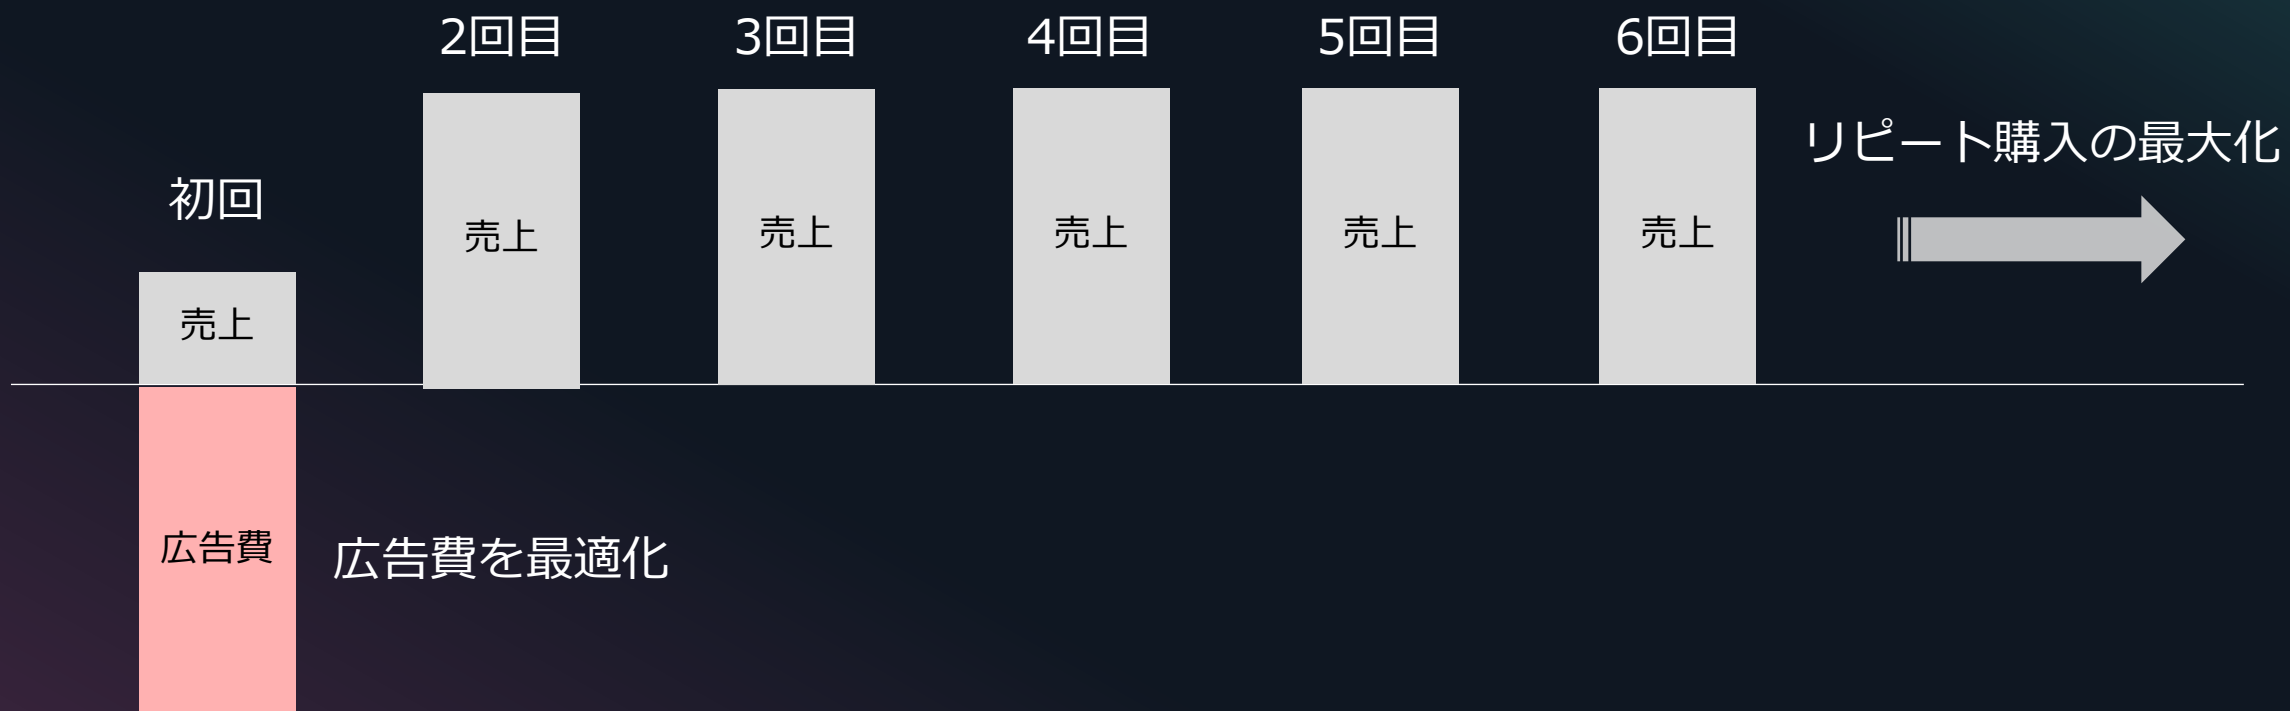 2回目
3回目
4回目
5回目
6回目
リピート購入の最大化
初回
売上
売上
売上
売上
売上
売上
広告費
広告費を最適化